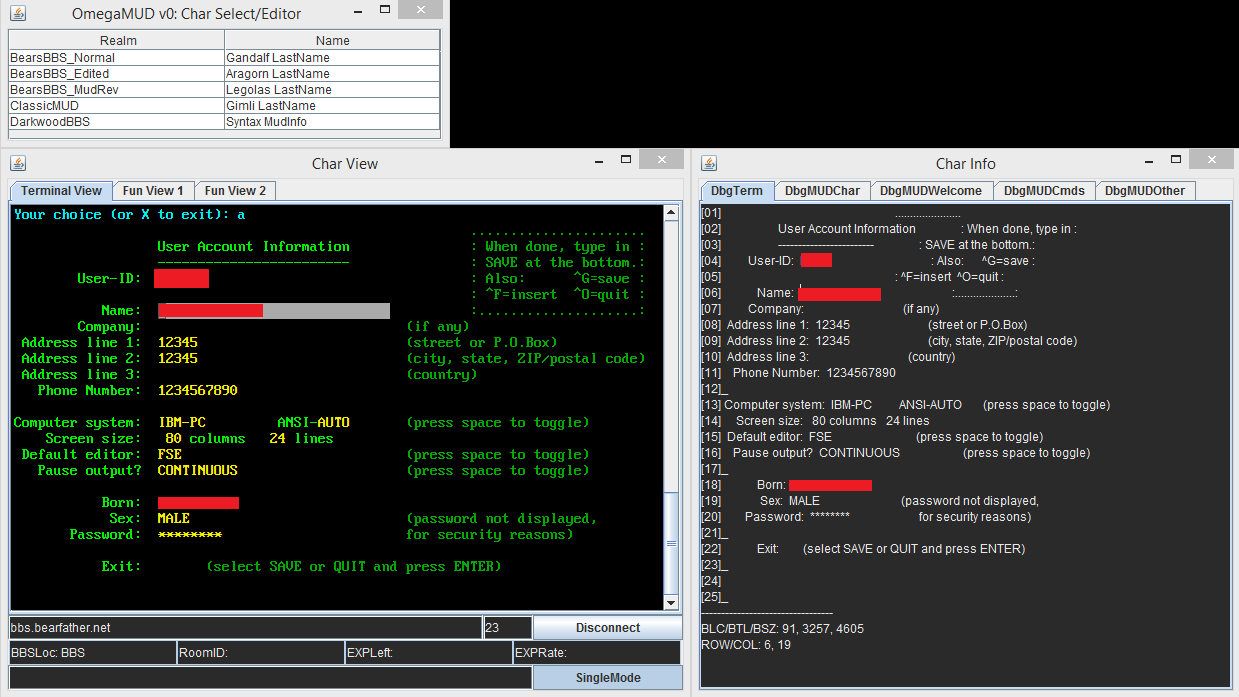 OmegaMUD v0: Char Select/Editor
Realm Name
BearsBBS_Normal Gandalf LastName
BearsBBS_Edited Aragorn LastName
BearsBBS_MudRev Legolas LastName
ClassicMUD Gimli LastName
DarkwoodBBS Syntax MudInfo
Char View
Terminal View Fun View 1 Fun View 2
Your choice (or X to exit): a
.....................
User Account Information : When done, type in :
------------------------ : SAVE at the bottom.:
User-ID: : Also: ^G=save :
: ^F=insert ^O=quit :
Name: :...................:
Company: (if any)
Address line 1: 12345 (street or P.O.Box)
Address line 2: 12345 (city, state, ZIP/postal code)
Address line 3: (country)
Phone Number: 1234567890
Computer system: IBM-PC ANSI-AUTO (press space to toggle)
Screen size: 80 columns 24 lines
Default editor: FSE (press space to toggle)
Pause output? CONTINUOUS (press space to toggle)
Born:
Sex: MALE (password not displayed,
Password: ******** for security reasons)
Exit: (select SAVE or QUIT and press ENTER)
bbs.bearfather.net 23 Disconnect
BBSLoc: BBS RoomID: EXPLeft: EXPRate:
SingleMode
Char Info
DbgTerm DbgMUDChar DbgMUDWelcome DbgMUDCmds DbgMUDOther
[01] .....................
[02] User Account Information : When done, type in :
[03] ------------------------ : SAVE at the bottom.:
[04] User-ID: : Also: ^G=save :
[05] : ^F=insert ^O=quit :
[06] Name: :...................:
[07] Company: (if any)
[08] Address line 1: 12345 (street or P.O.Box)
[09] Address line 2: 12345 (city, state, ZIP/postal code)
[10] Address line 3: (country)
[11] Phone Number: 1234567890
[12]_
[13] Computer system: IBM-PC ANSI-AUTO (press space to toggle)
[14] Screen size: 80 columns 24 lines
[15] Default editor: FSE (press space to toggle)
[16] Pause output? CONTINUOUS (press space to toggle)
[17]_
[18] Born:
[19] Sex: MALE (password not displayed,
[20] Password: ******** for security reasons)
[21]_
[22] Exit: (select SAVE or QUIT and press ENTER)
[23]_
[24]
[25]_
---------------------------------
BLC/BTL/BSZ: 91, 3257, 4605
ROW/COL: 6, 19